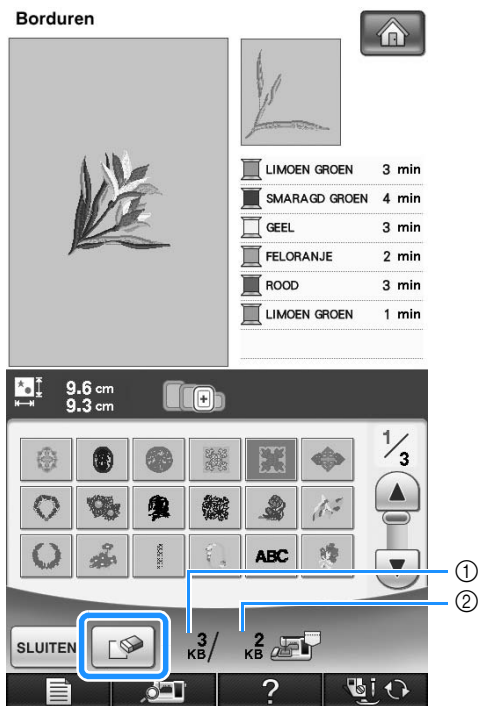 Borduren
LIMOEN GROEN 3 min
SMARAGD GROEN 4 min
GEEL 3 min
FELORANJE 2 min
ROOD 3 min
LIMOEN GROEN 1 min
9.6 cm
9.3 cm
1/3
ABC
①
②
SLUITEN
3 KB/ 2 KB
?